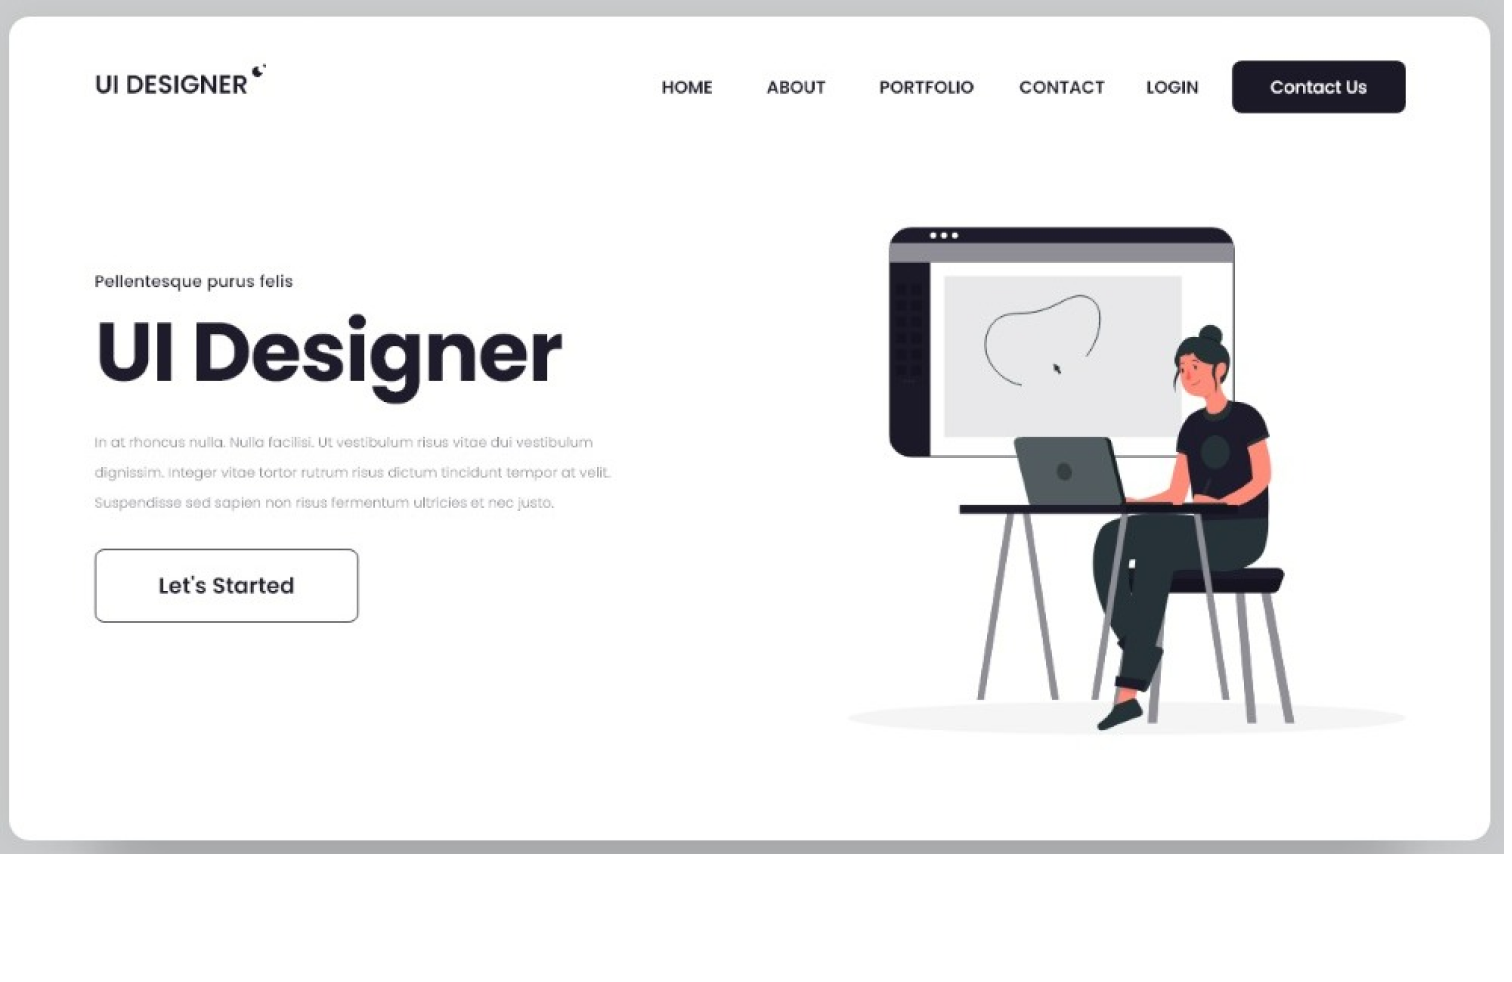 UI DESIGNER
HOME ABOUT PORTFOLIO CONTACT LOGIN Contact Us
Pellentesque purus felis
UI Designer
In at rhoncus nulla. Nulla facilisi. Ut vestibulum risus vitae dui vestibulum
dignissim. Integer vitae tortor rutrum risus dictum tincidunt tempor at velit.
Suspendisse sed sapien non risus fermentum ultricies et nec justo.
Let's Started